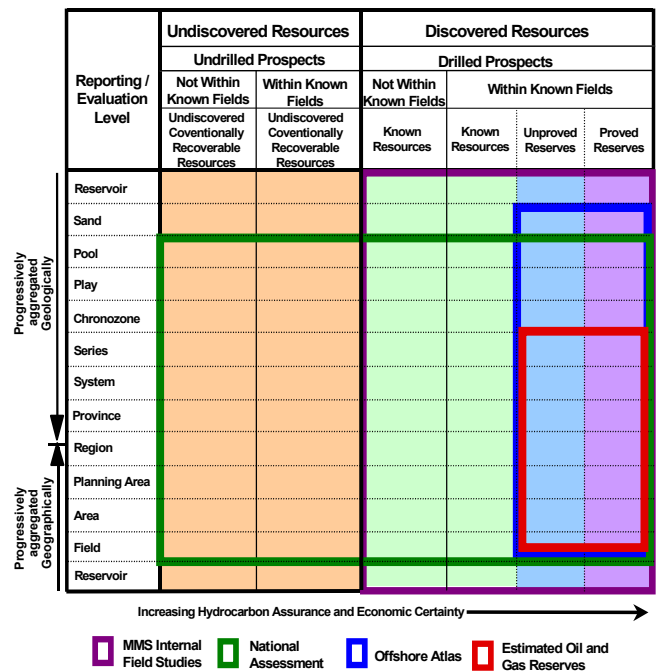 Undiscovered Resources
Discovered Resources
Undrilled Prospects
Drilled Prospects
Reporting /
Evaluation
Level
Not Within
Known Fields
Within Known
Fields
Not Within
Known Fields
Within Known Fields
Undiscovered
Coventionally
Recoverable
Resources
Undiscovered
Coventionally
Recoverable
Resources
Known
Resources
Known
Resources
Unproved
Reserves
Proved
Reserves
Progressively
aggregated
Geologically
Reservoir
Sand
Pool
Play
Chronozone
Series
System
Province
Progressively
aggregated
Geographically
Region
Planning Area
Area
Field
Reservoir
Increasing Hydrocarbon Assurance and Economic Certainty
MMS Internal
Field Studies
National
Assessment
Offshore Atlas
Estimated Oil and
Gas Reserves